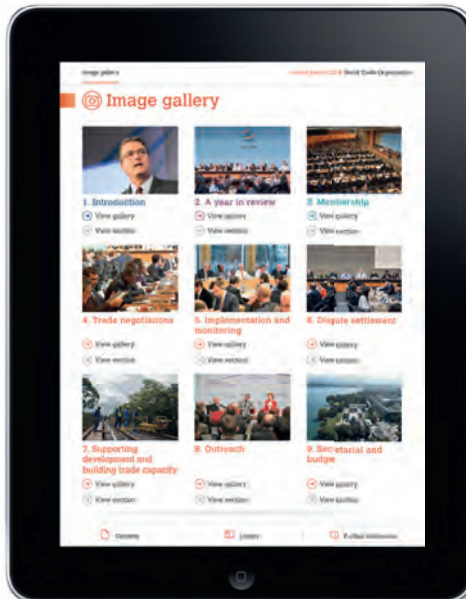 Image gallery
World Trade Organization
Image gallery
1. Introduction
View gallery
View section
2. A year in review
View gallery
View section
3. Membership
View gallery
View section
4. Trade negotiations
View gallery
View section
5. Implementation and
monitoring
View gallery
View section
6. Dispute settlement
View gallery
View section
7. Supporting
development and
building trade capacity
View gallery
View section
8. Outreach
View gallery
View section
9. Secretariat and
budget
View gallery
View section
Contents
Library
Further information